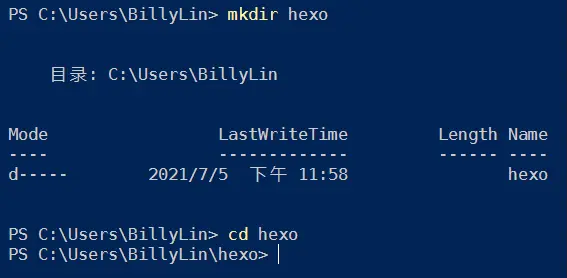 PS C:\Users\BillyLin> mkdir hexo
目录: C:\Users\BillyLin
Mode                 LastWriteTime         Length Name
----                 -------------         ------ ----
d-----        2021/7/5  下午 11:58                hexo
PS C:\Users\BillyLin> cd hexo
PS C:\Users\BillyLin\hexo>